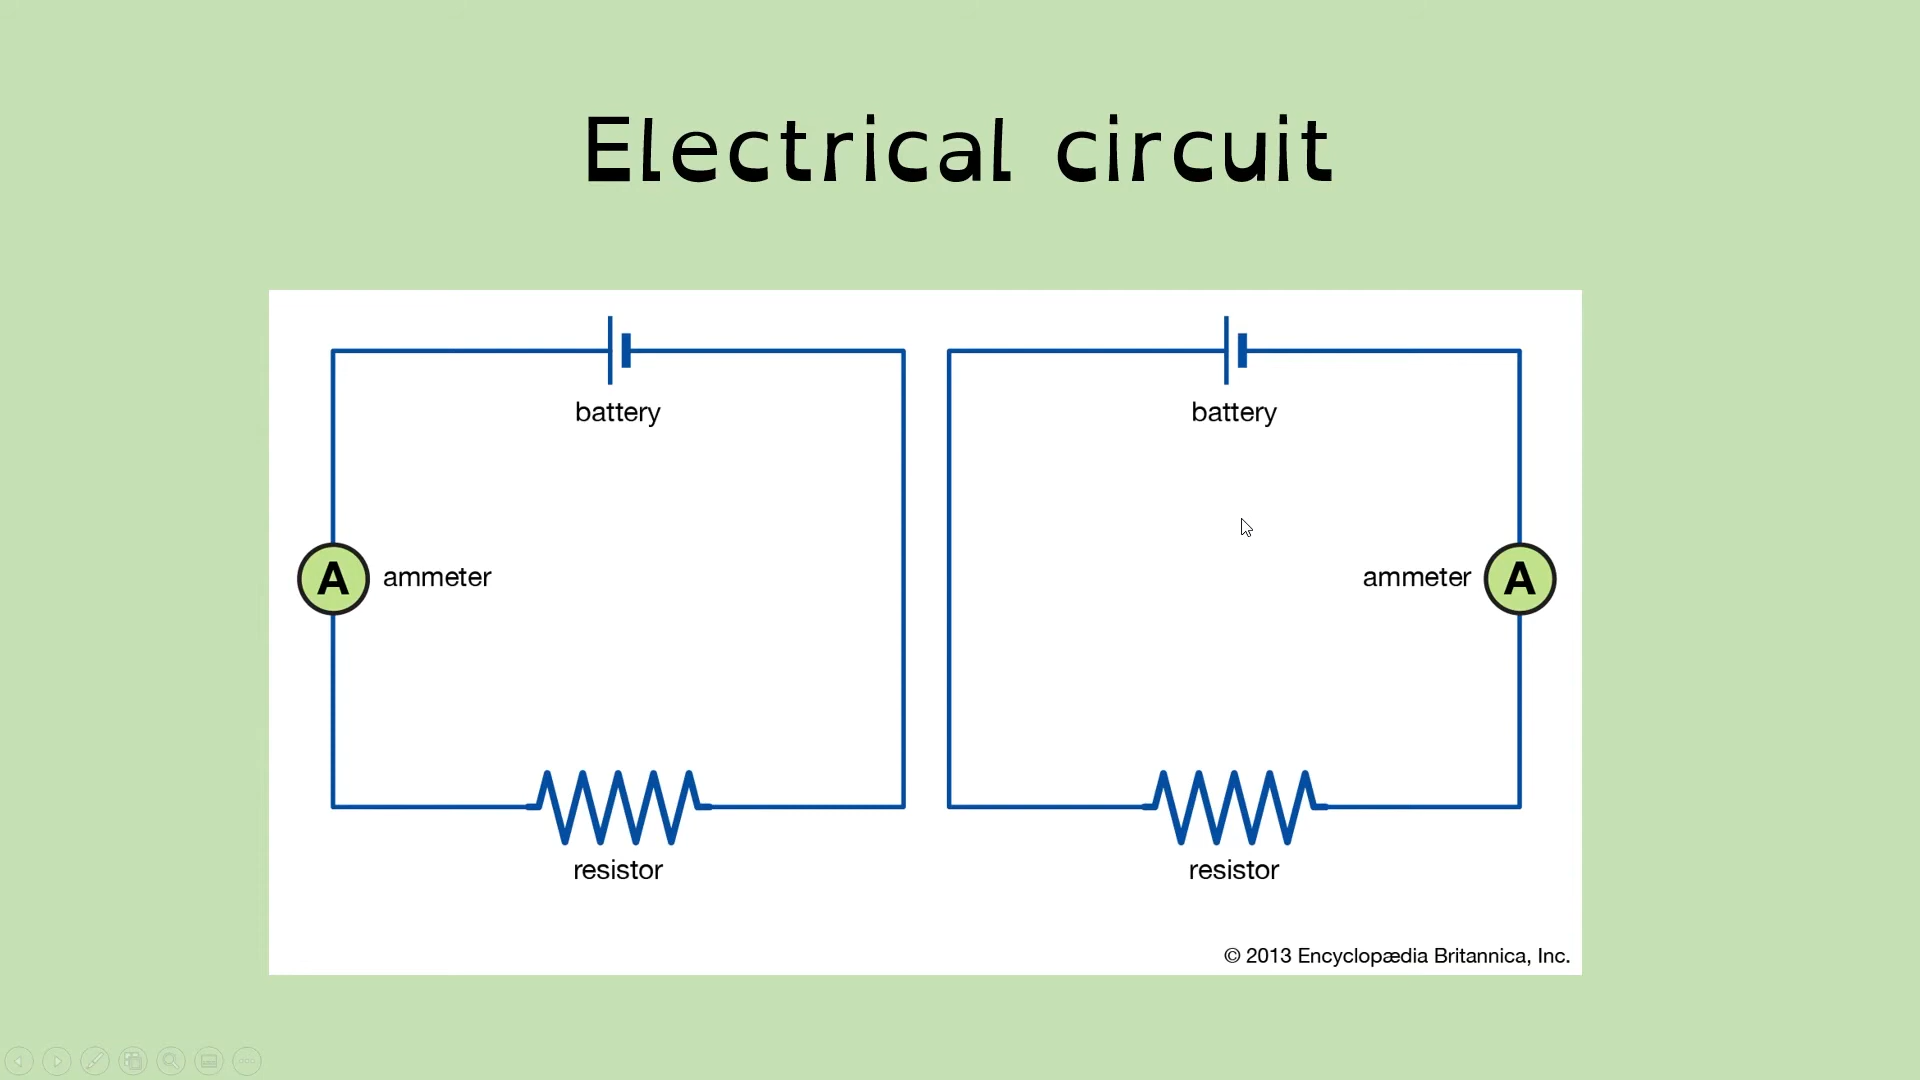 Electrical circuit
battery
battery
A ammeter
ammeter A
resistor
resistor
© 2013 Encyclopædia Britannica, Inc.